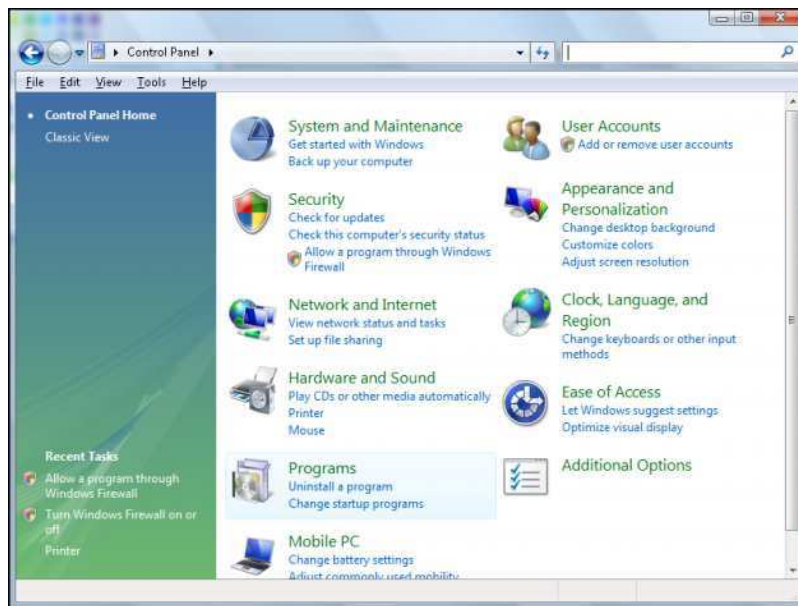 Control Panel
File Edit View Tools Help
Control Panel Home
Classic View
Recent Tasks
Allow a program through
Windows Firewall
Turn Windows Firewall on or
off
Printer
System and Maintenance
Get started with Windows
Back up your computer
Security
Check for updates
Check this computer's security status
Allow a program through Windows
Firewall
Network and Internet
View network status and tasks
Set up file sharing
Hardware and Sound
Play CDs or other media automatically
Printer
Mouse
Programs
Uninstall a program
Change startup programs
Mobile PC
Change battery settings
Adjust commonly used mobility
User Accounts
Add or remove user accounts
Appearance and
Personalization
Change desktop background
Customize colors
Adjust screen resolution
Clock, Language, and
Region
Change keyboards or other input
methods
Ease of Access
Let Windows suggest settings
Optimize visual display
Additional Options